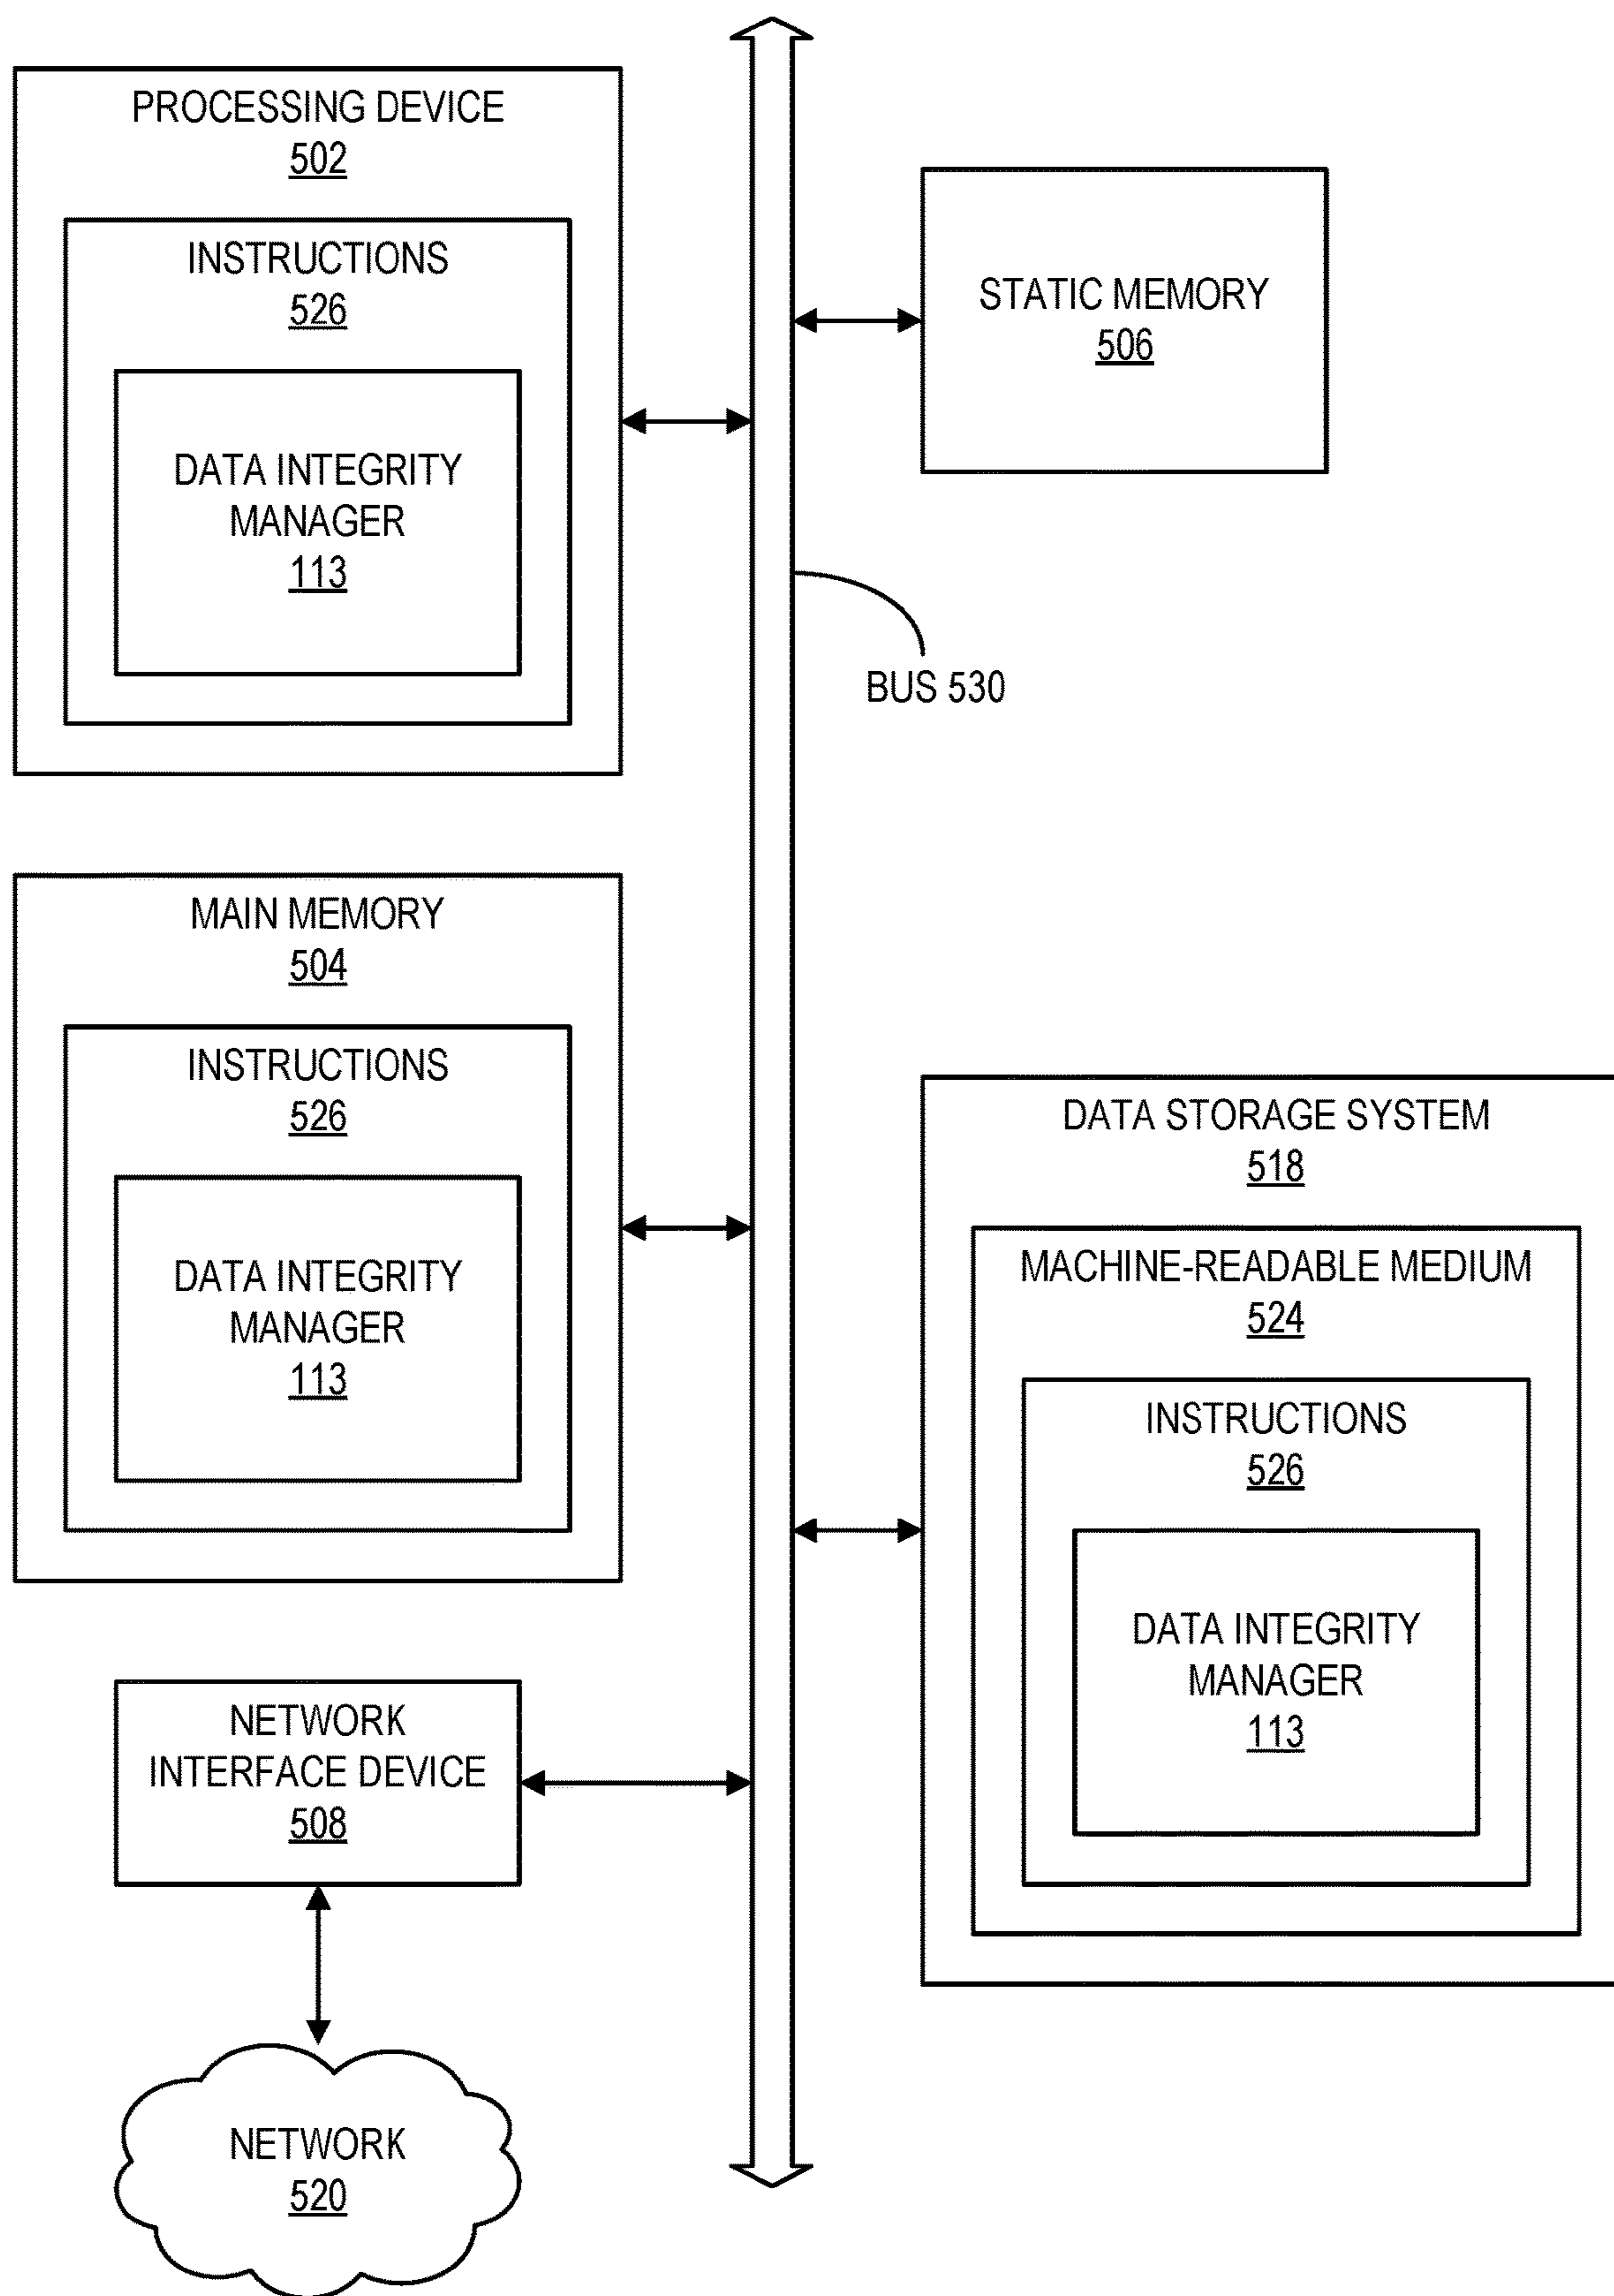 PROCESSING DEVICE
502
INSTRUCTIONS
526
DATA INTEGRITY
MANAGER
113
STATIC MEMORY
506
BUS 530
MAIN MEMORY
504
INSTRUCTIONS
526
DATA INTEGRITY
MANAGER
113
DATA STORAGE SYSTEM
518
MACHINE-READABLE MEDIUM
524
INSTRUCTIONS
526
DATA INTEGRITY
MANAGER
113
NETWORK
INTERFACE DEVICE
508
NETWORK
520